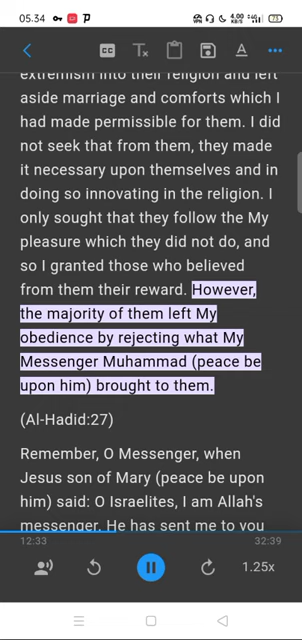 05.34
4.00
KB/S
73
CC
A
extremism into their religion and left
aside marriage and comforts which I
had made permissible for them. I did
not seek that from them, they made
it necessary upon themselves and in
doing so innovating in the religion. I
only sought that they follow the My
pleasure which they did not do, and
so I granted those who believed
from them their reward. However,
the majority of them left My
obedience by rejecting what My
Messenger Muhammad (peace be
upon him) brought to them.
(Al-Hadid:27)
Remember, O Messenger, when
Jesus son of Mary (peace be upon
him) said: O Israelites, I am Allah's
messenger. He has sent me to you
12:33
32:39
1.25x